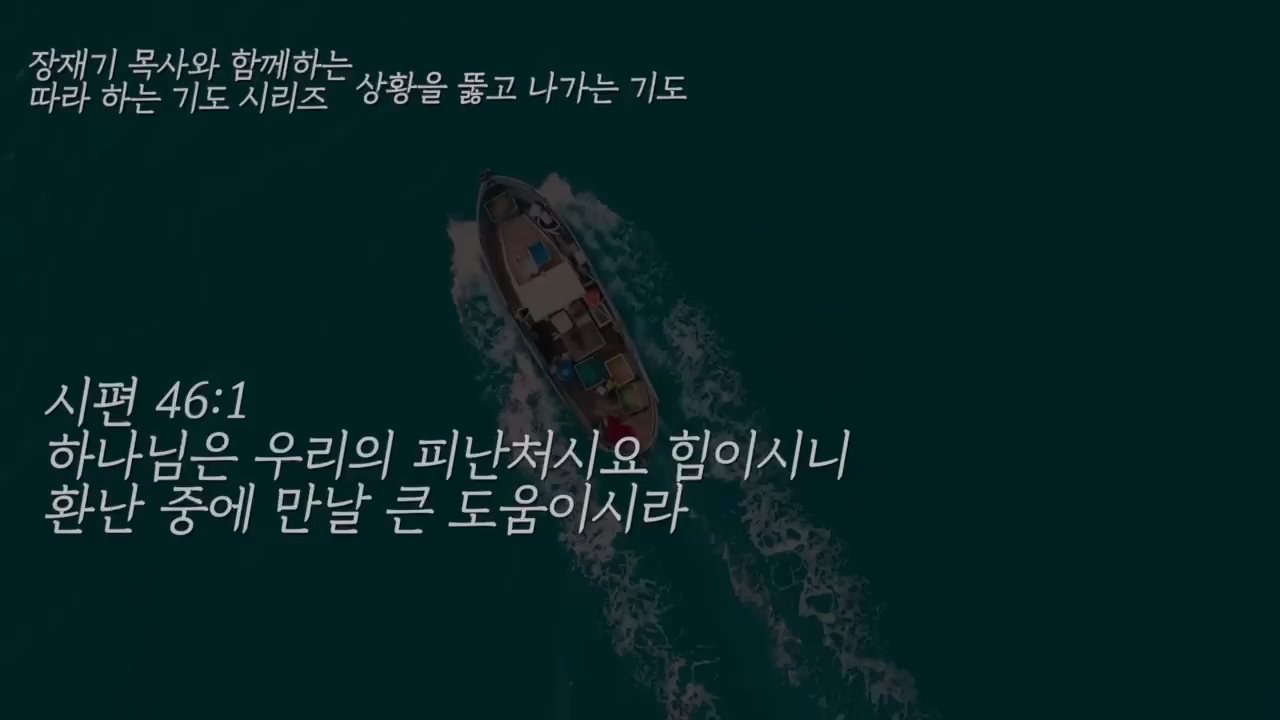 장재기 목사와 함께하는
따라 하는 기도 시리즈
상황을 뚫고 나가는 기도
시편 46:1
하나님은 우리의 피난처시요 힘이시니
환난 중에 만날 큰 도움이시라